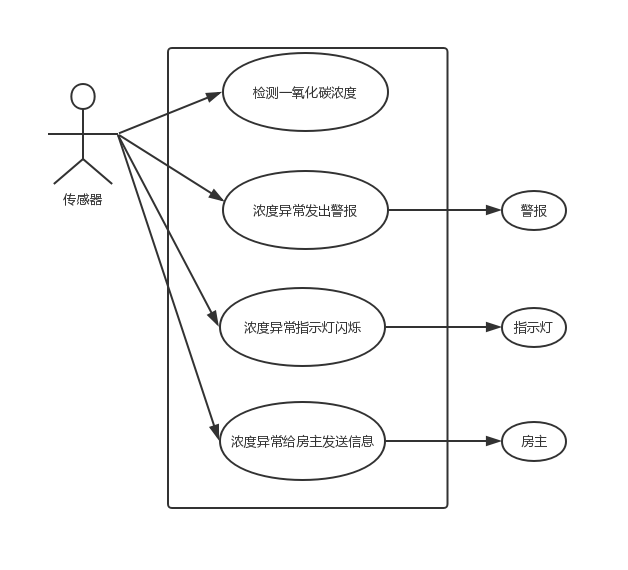 检测一氧化碳浓度
传感器
浓度异常发出警报
警报
浓度异常指示灯闪烁
指示灯
浓度异常给房主发送信息
房主